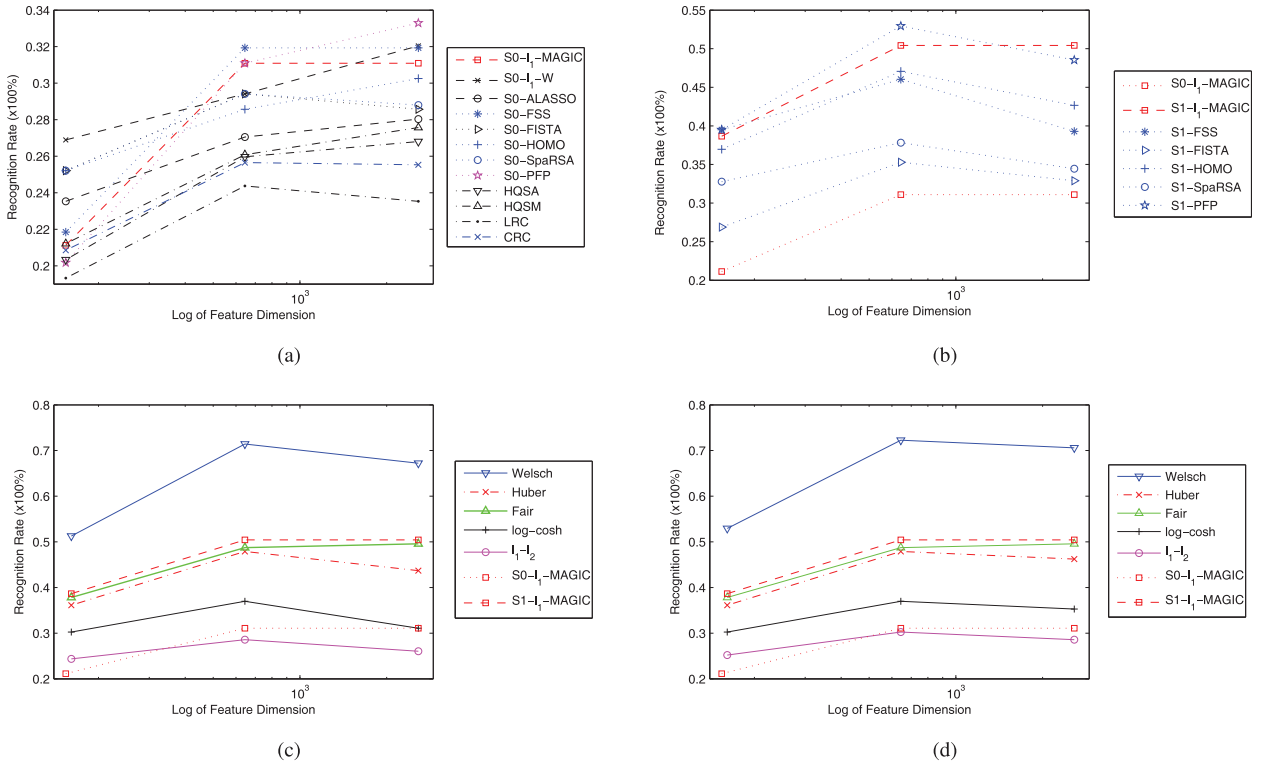 0.34
0.32
0.3
0.28
0.26
0.24
0.22
0.2
Recognition Rate (x100%)
10³
Log of Feature Dimension
S0−l₁−MAGIC
S0−l₁−W
S0−ALASSO
S0−FSS
S0−FISTA
S0−HOMO
S0−SpaRSA
S0−PFP
HQSA
HQSM
LRC
CRC
(a)
0.55
0.5
0.45
0.4
0.35
0.3
0.25
0.2
Recognition Rate (x100%)
10³
Log of Feature Dimension
S0−l₁−MAGIC
S1−l₁−MAGIC
S1−FSS
S1−FISTA
S1−HOMO
S1−SpaRSA
S1−PFP
(b)
0.8
0.7
0.6
0.5
0.4
0.3
0.2
Recognition Rate (x100%)
10³
Log of Feature Dimension
Welsch
Huber
Fair
log−cosh
l₁−l₂
S0−l₁−MAGIC
S1−l₁−MAGIC
(c)
0.8
0.7
0.6
0.5
0.4
0.3
0.2
Recognition Rate (x100%)
10³
Log of Feature Dimension
Welsch
Huber
Fair
log−cosh
l₁−l₂
S0−l₁−MAGIC
S1−l₁−MAGIC
(d)